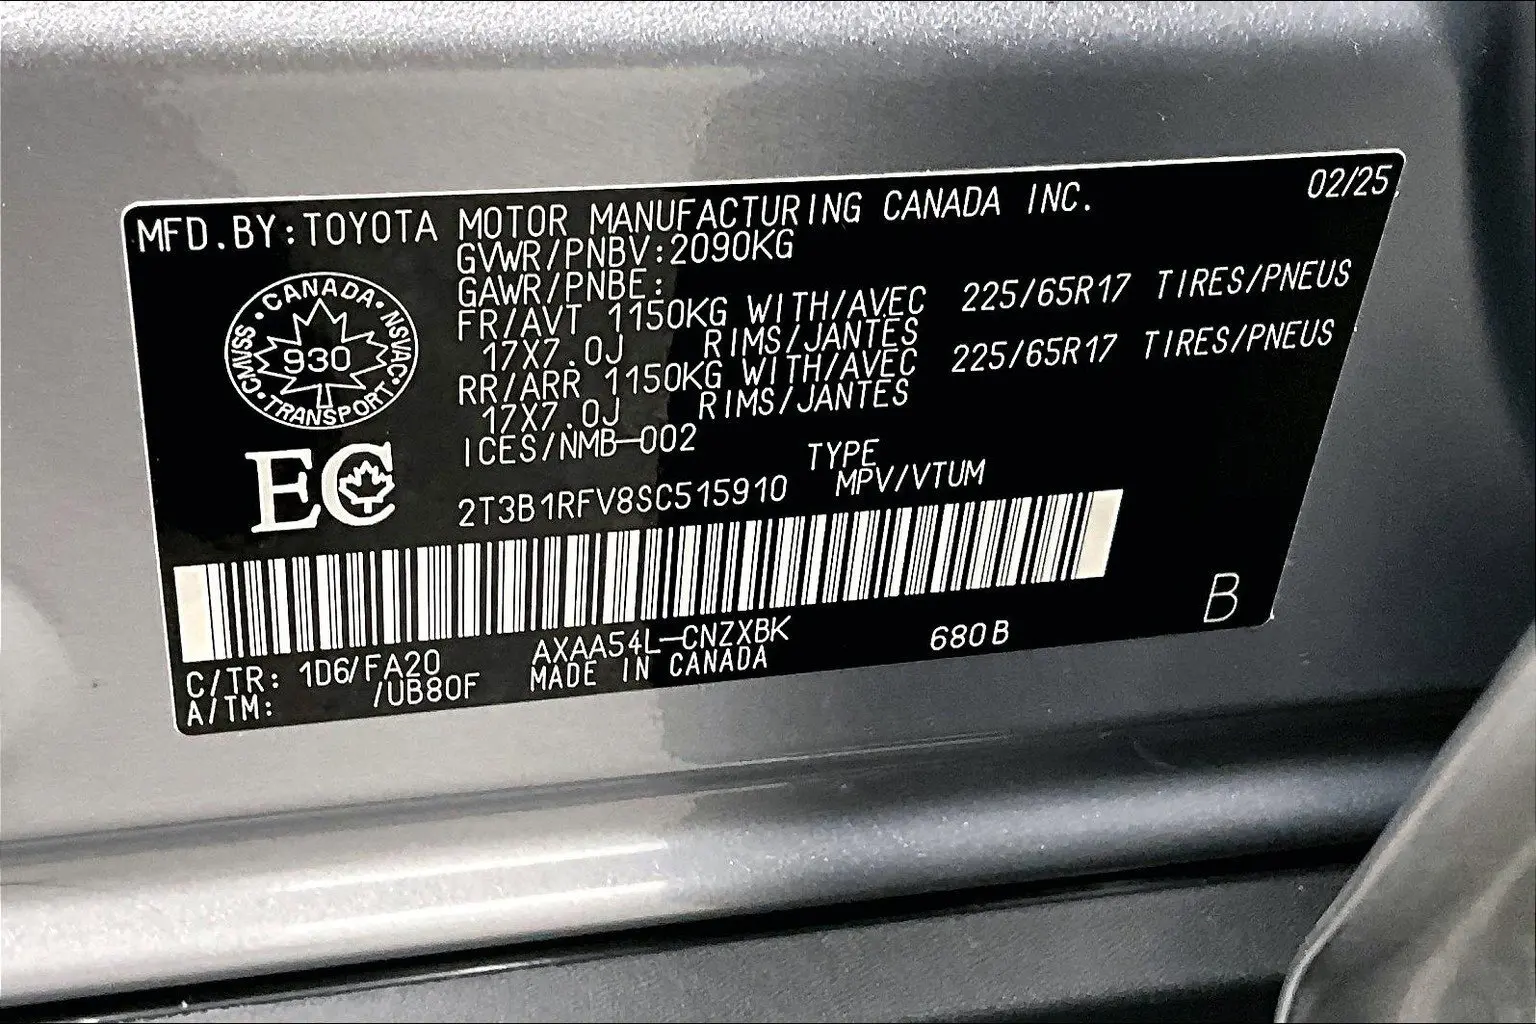 MFD.BY:TOYOTA MOTOR MANUFACTURING CANADA INC. 02/25
GVWR/PNBV:2090KG
GAWR/PNBE:
FR/AVT 1150KG WITH/AVEC 225/65R17 TIRES/PNEUS
17X7.0J RIMS/JANTES
RR/ARR 1150KG WITH/AVEC 225/65R17 TIRES/PNEUS
17X7.0J RIMS/JANTES
ICES/NMB-002
CANADA
CMVSS 930 NSVAC
TRANSPORT
EC
TYPE
2T3B1RFV8SC515910 MPV/VTUM
C/TR: 1D6/FA20 AXAA54L-CNZXBK 680B B
A/TM: /UB80F MADE IN CANADA